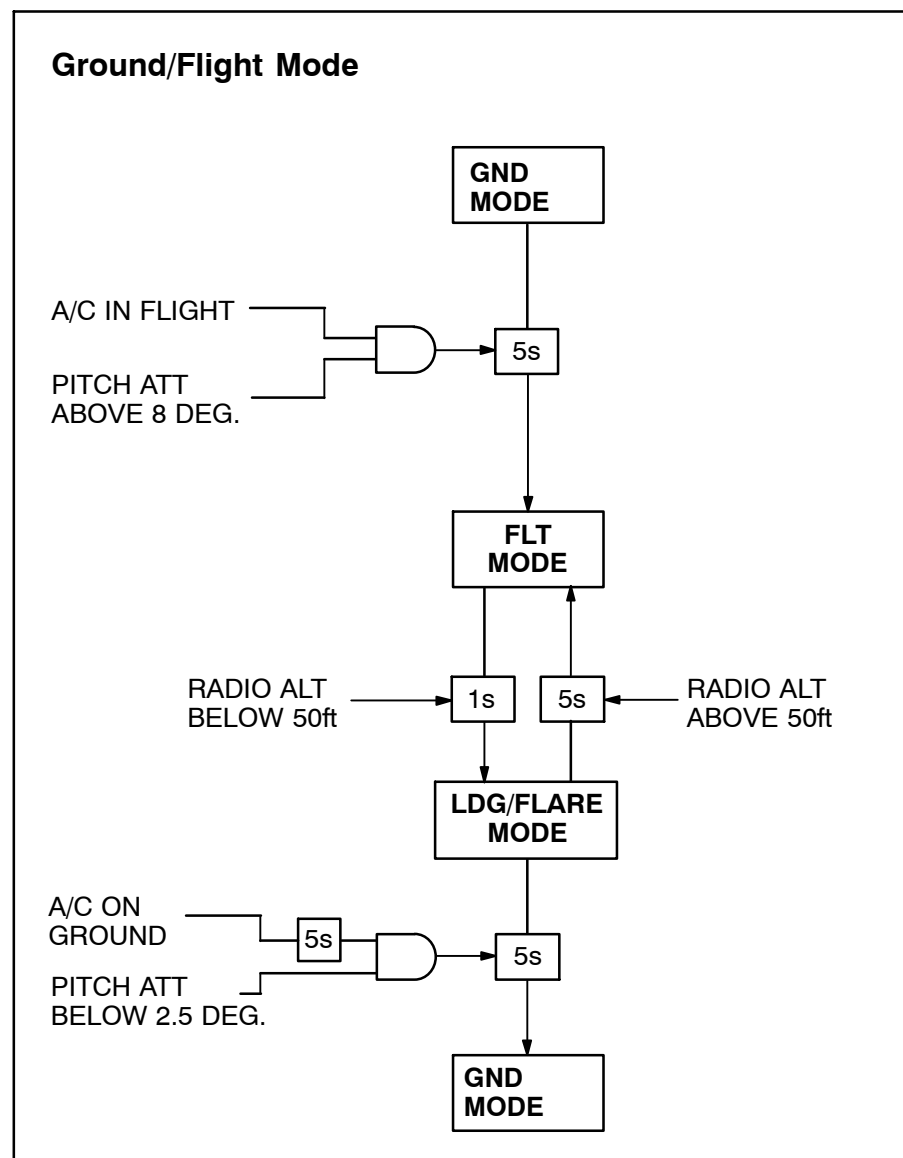 Ground/Flight Mode
GND
MODE
A/C IN FLIGHT
5s
PITCH ATT
ABOVE 8 DEG.
FLT
MODE
RADIO ALT
BELOW 50ft
1s
5s
RADIO ALT
ABOVE 50ft
LDG/FLARE
MODE
A/C ON
GROUND
5s
5s
PITCH ATT
BELOW 2.5 DEG.
GND
MODE